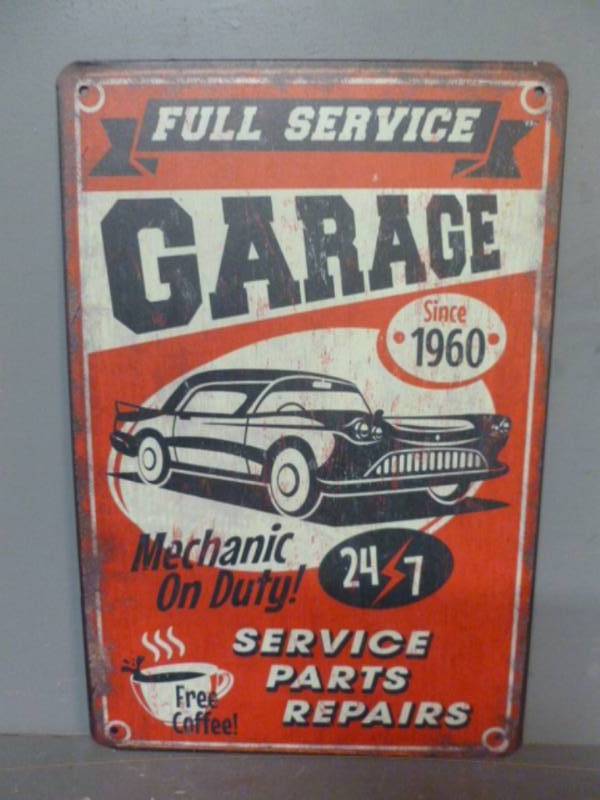 FULL SERVICE
GARAGE
Since
1960
Mechanic
On Duty!
24 7
SERVICE
PARTS
REPAIRS
Free
Coffee!